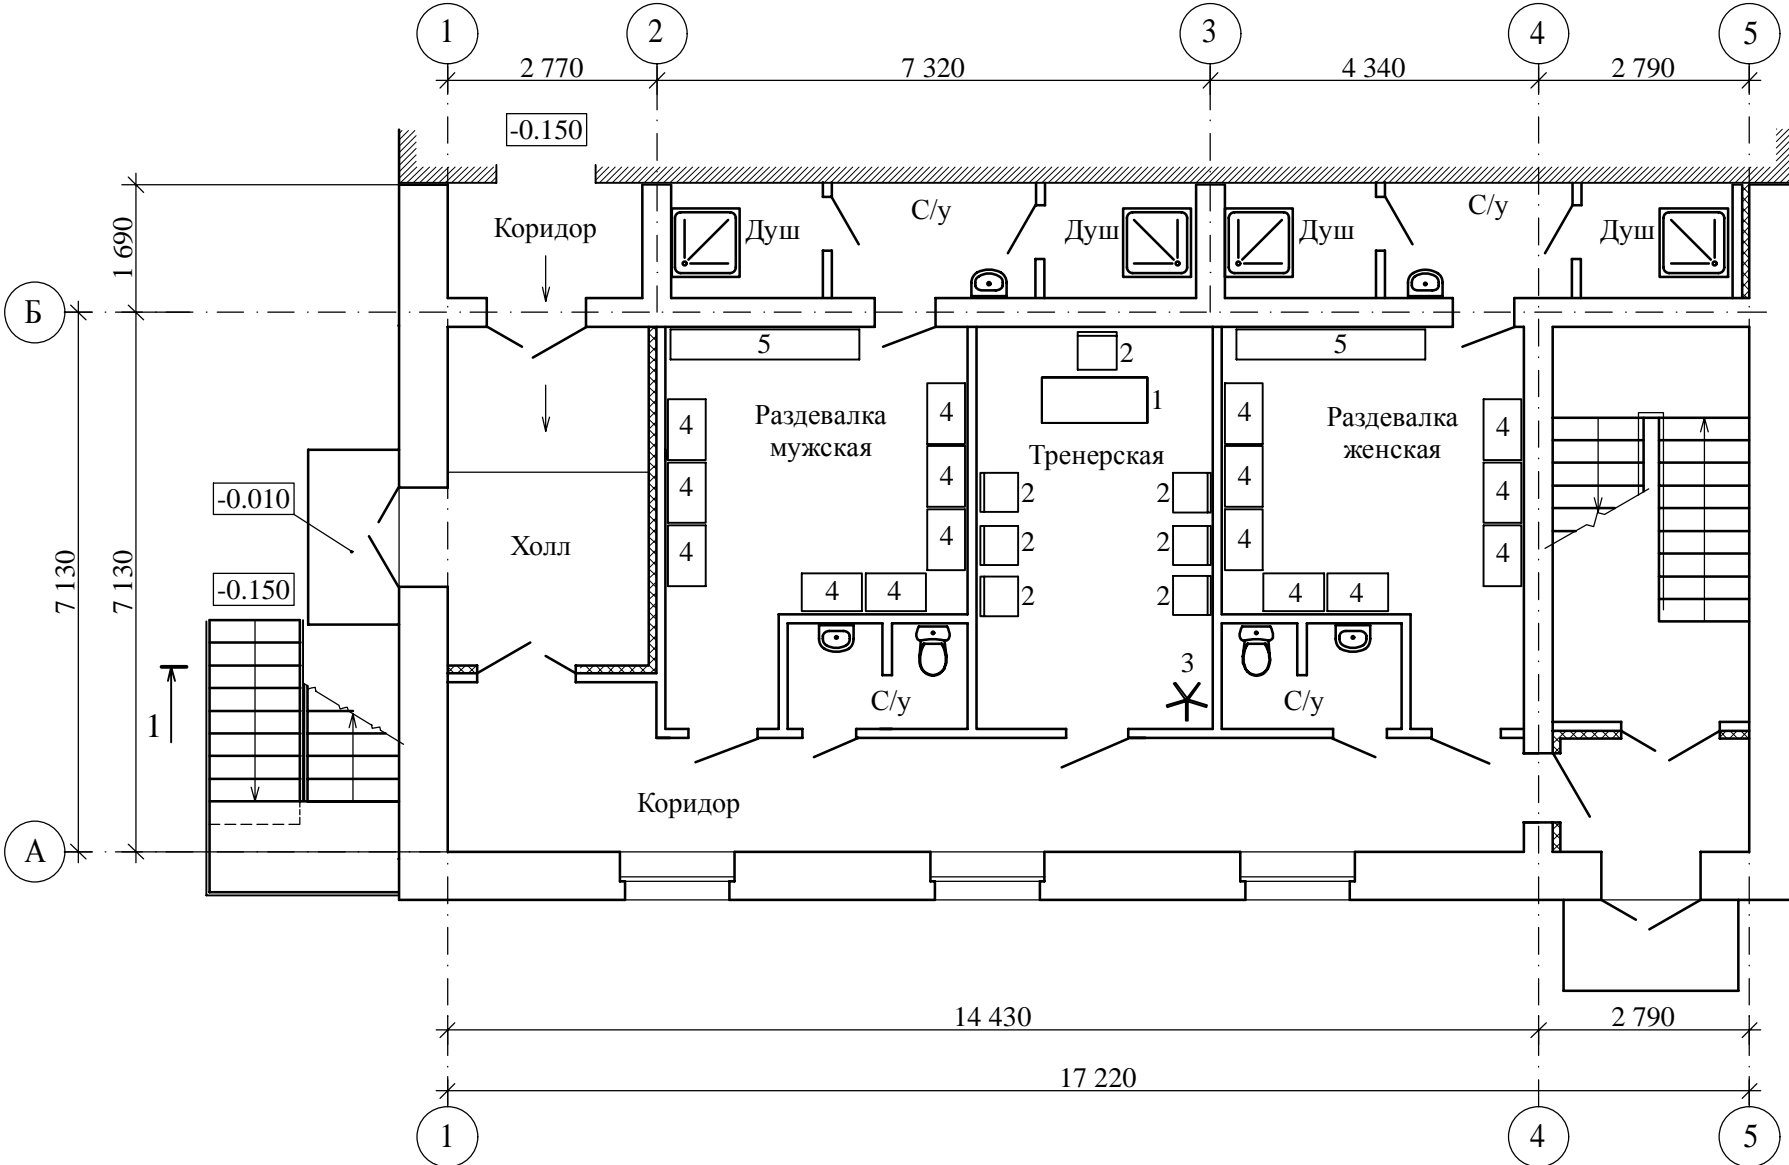 1 2 3 4 5
2 770 7 320 4 340 2 790
-0.150
1 690
Коридор Душ С/у Душ Душ С/у Душ
Б
5 2 5
1
4 Раздевалка 4 4 Раздевалка 4
мужская женская
Тренерская
4 4 2 2 4 4
-0.010
4 4 2 2 4 4
Холл
7 130 7 130
-0.150
4 4 2 2 4 4
3
С/у С/у
1
Коридор
А
14 430 2 790
17 220
1 4 5